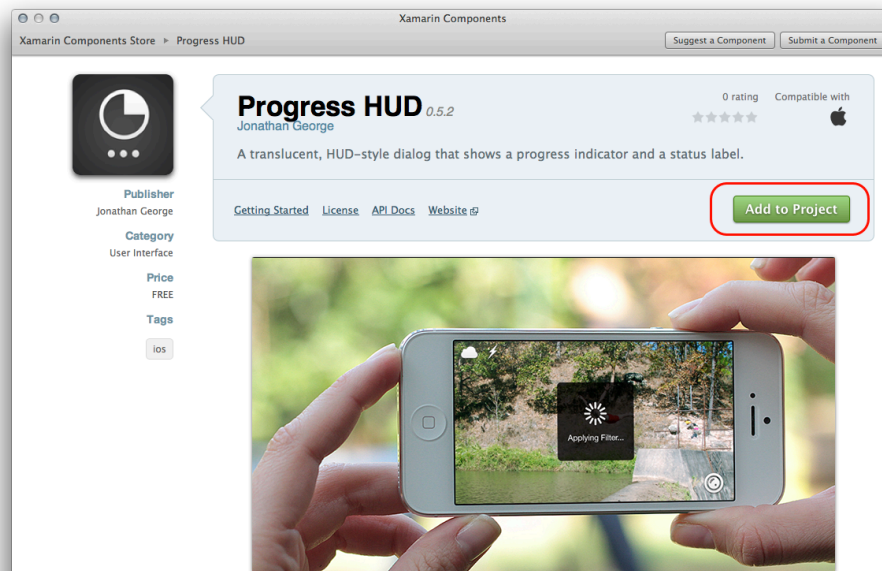 Xamarin Components
Xamarin Components Store ▸ Progress HUD
Suggest a Component
Submit a Component
Progress HUD 0.5.2
Jonathan George
0 rating
Compatible with
A translucent, HUD-style dialog that shows a progress indicator and a status label.
Getting Started License API Docs Website
Add to Project
Publisher
Jonathan George
Category
User Interface
Price
FREE
Tags
ios
Applying Filter...